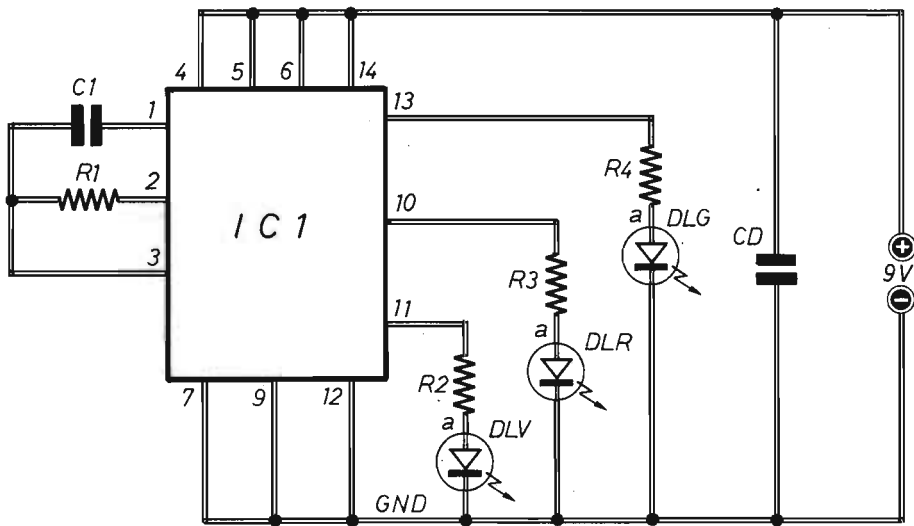 4 5 6 14
C1 1 13
R1 2
R4
IC1 10
a DLG CD
3 R3 9V
11 a DLR
R2
7 9 12
a DLV
GND